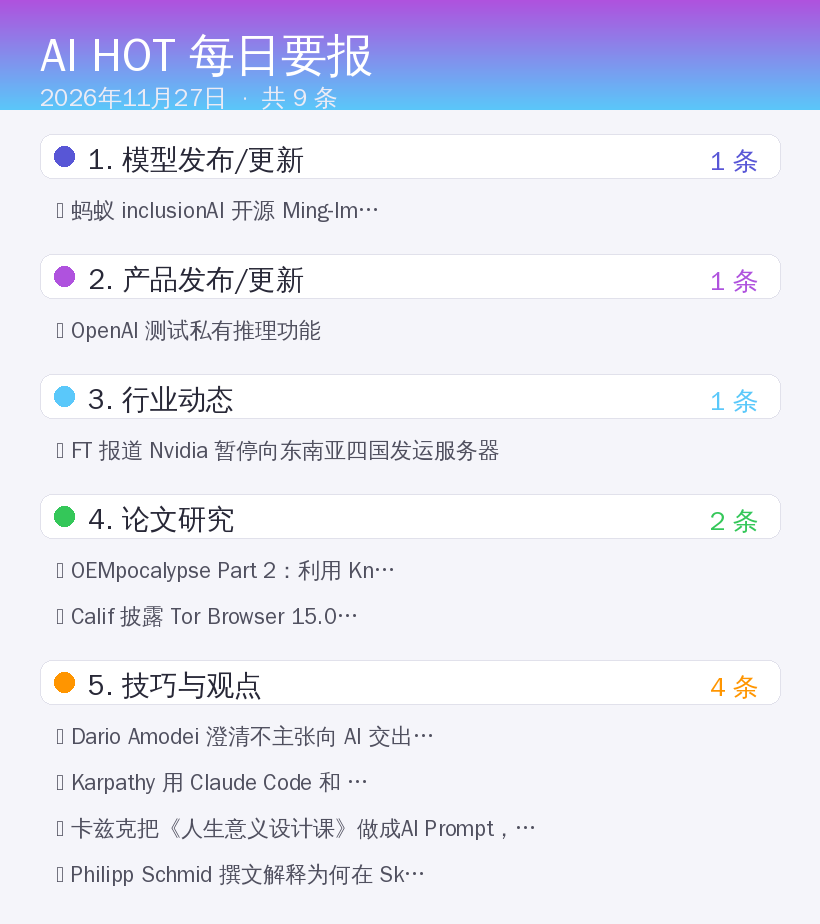 AI HOT 每日要报
2026年11月27日 · 共 9 条
1. 模型发布/更新 1 条
▯ 蚂蚁 inclusionAI 开源 Ming-Im…
2. 产品发布/更新 1 条
▯ OpenAI 测试私有推理功能
3. 行业动态 1 条
▯ FT 报道 Nvidia 暂停向东南亚四国发运服务器
4. 论文研究 2 条
▯ OEMpocalypse Part 2：利用 Kn…
▯ Calif 披露 Tor Browser 15.0…
5. 技巧与观点 4 条
▯ Dario Amodei 澄清不主张向 AI 交出…
▯ Karpathy 用 Claude Code 和 …
▯ 卡兹克把《人生意义设计课》做成AI Prompt，…
▯ Philipp Schmid 撰文解释为何在 Sk…